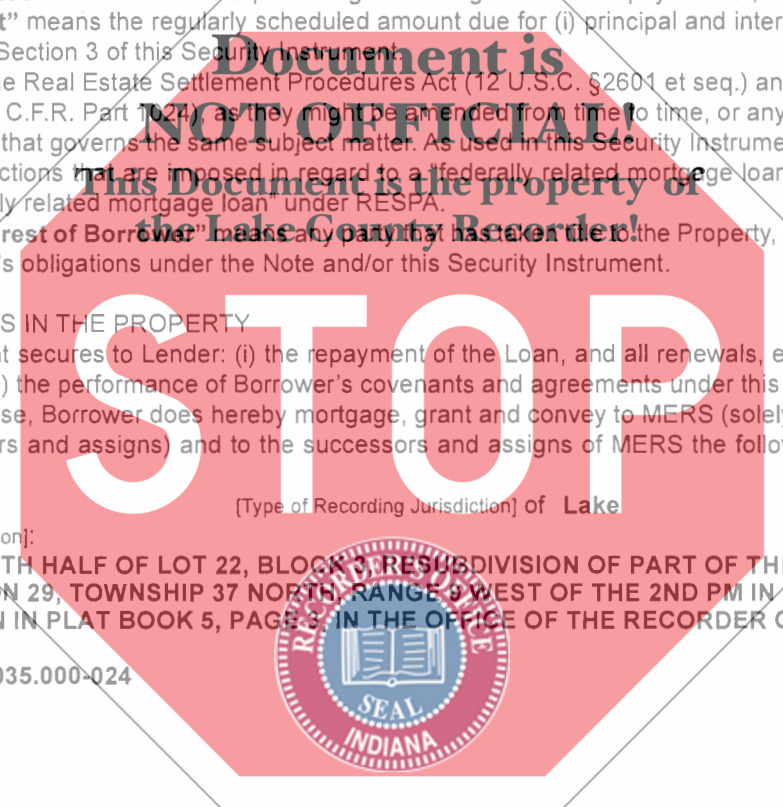 t" means the regularly scheduled amount due for (i) principal and inter
Section 3 of this Security Instrument.
Document is
e Real Estate Settlement Procedures Act (12 U.S.C. §2601 et seq.) an
C.F.R. Part 1024), as they might be amended from time to time, or any
NOT OFFICIAL!
that governs the same subject matter. As used in this Security Instrume
ctions that are imposed in regard to a "federally related mortgage loan
This Document is the property of
ly related mortgage loan" under RESPA.
rest of Borrower" means any party that has taken title to the Property,
the Lake County Recorder!
's obligations under the Note and/or this Security Instrument.
S IN THE PROPERTY
t secures to Lender: (i) the repayment of the Loan, and all renewals, e
) the performance of Borrower's covenants and agreements under this
se, Borrower does hereby mortgage, grant and convey to MERS (solel
rs and assigns) and to the successors and assigns of MERS the follo
STOP
[Type of Recording Jurisdiction] of Lake
on]:
TH HALF OF LOT 22, BLOCK 3, RESUBDIVISION OF PART OF TH
N 29, TOWNSHIP 37 NORTH, RANGE 9 WEST OF THE 2ND PM IN
N IN PLAT BOOK 5, PAGE 3, IN THE OFFICE OF THE RECORDER
035.000-024
RECORDER'S OFFICE
SEAL
INDIANA